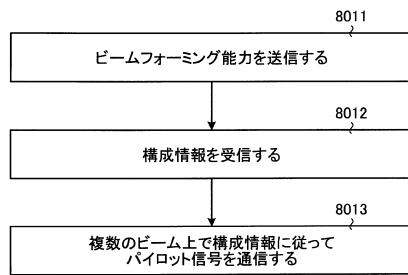 8011
ビームフォーミング能力を送信する
8012
構成情報を受信する
8013
複数のビーム上で構成情報に従って
パイロット信号を通信する